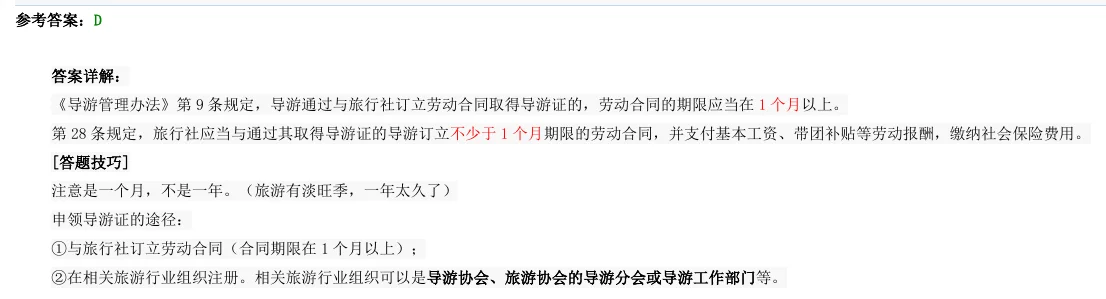 参考答案：D
答案详解：
《导游管理办法》第 9 条规定，导游通过与旅行社订立劳动合同取得导游证的，劳动合同的期限应当在 1 个月以上。
第 28 条规定，旅行社应当与通过其取得导游证的导游订立不少于 1 个月期限的劳动合同，并支付基本工资、带团补贴等劳动报酬，缴纳社会保险费用。
[答题技巧]
注意是一个月，不是一年。（旅游有淡旺季，一年太久了）
申领导游证的途径：
①与旅行社订立劳动合同（合同期限在 1 个月以上）；
②在相关旅游行业组织注册。相关旅游行业组织可以是导游协会、旅游协会的导游分会或导游工作部门等。